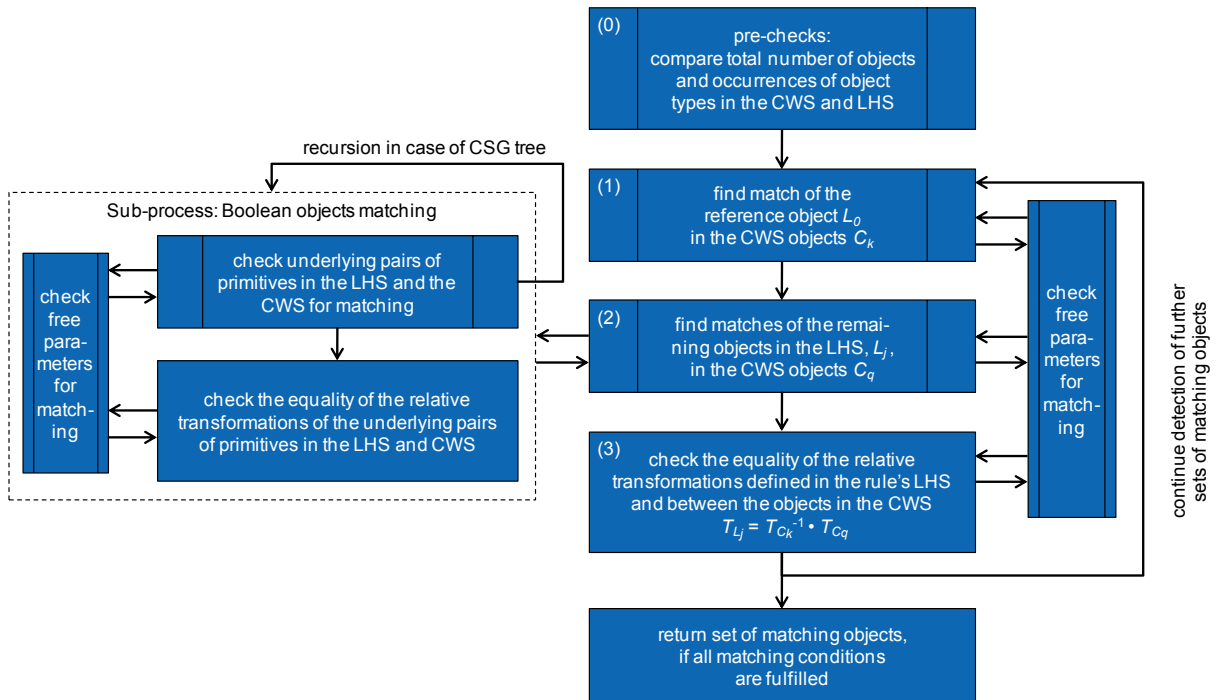 (0)
pre-checks:
compare total number of objects
and occurrences of object
types in the CWS and LHS
recursion in case of CSG tree
Sub-process: Boolean objects matching
check underlying pairs of
primitives in the LHS and the
CWS for matching
check
free
para-
meters
for
match-
ing
check the equality of the relative
transformations of the underlying pairs
of primitives in the LHS and CWS
(1)
find match of the
reference object L₀
in the CWS objects Cₖ
(2)
find matches of the remai-
ning objects in the LHS, Lⱼ,
in the CWS objects C_q
(3)
check the equality of the relative
transformations defined in the rule's LHS
and between the objects in the CWS
T_Lj = T_Ck⁻¹ • T_Cq
check
free
para-
meters
for
match-
ing
continue detection of further
sets of matching objects
return set of matching objects,
if all matching conditions
are fulfilled